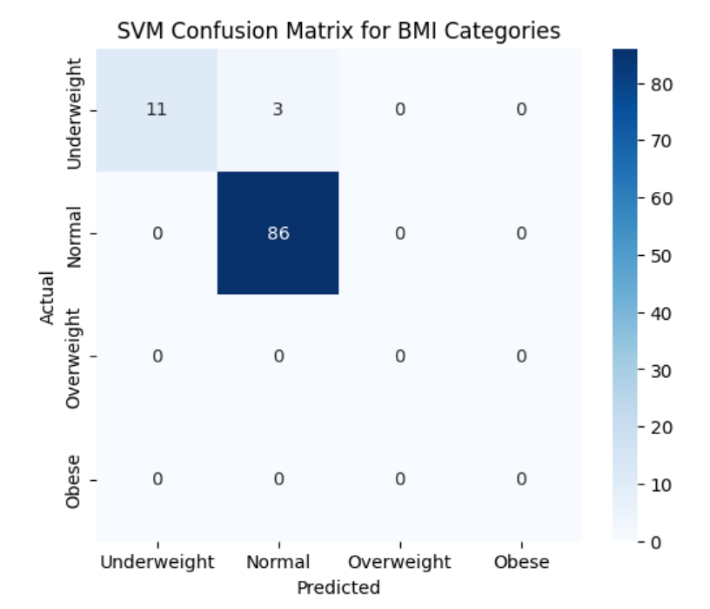 SVM Confusion Matrix for BMI Categories
Underweight
11 3 0 0
Normal
0 86 0 0
Overweight
0 0 0 0
Obese
0 0 0 0
Actual
Underweight Normal Overweight Obese
Predicted
80
70
60
50
40
30
20
10
0